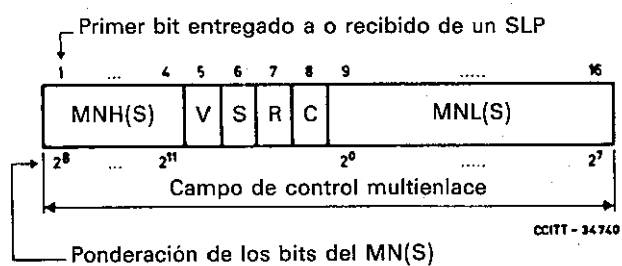 Primer bit entregado a o recibido de un SLP
1 ... 4 5 6 7 8 9 ..... 16
MNH(S) V S R C MNL(S)
2⁸ ... 2¹¹ 2⁰ ..... 2⁷
Campo de control multienlace
CCITT - 34740
Ponderación de los bits del MN(S)